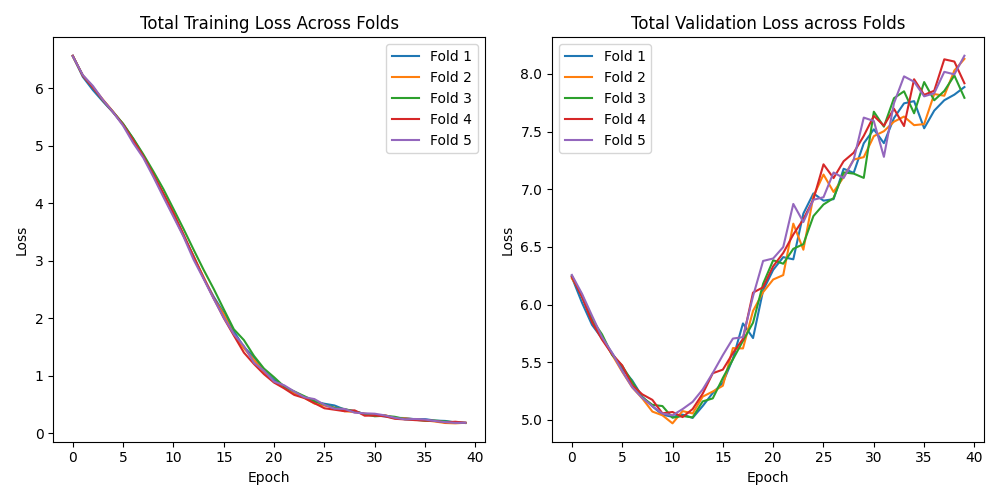 Total Training Loss Across Folds
Loss
6
5
4
3
2
1
0
Fold 1
Fold 2
Fold 3
Fold 4
Fold 5
0 5 10 15 20 25 30 35 40
Epoch
Total Validation Loss across Folds
Loss
8.0
7.5
7.0
6.5
6.0
5.5
5.0
Fold 1
Fold 2
Fold 3
Fold 4
Fold 5
0 5 10 15 20 25 30 35 40
Epoch